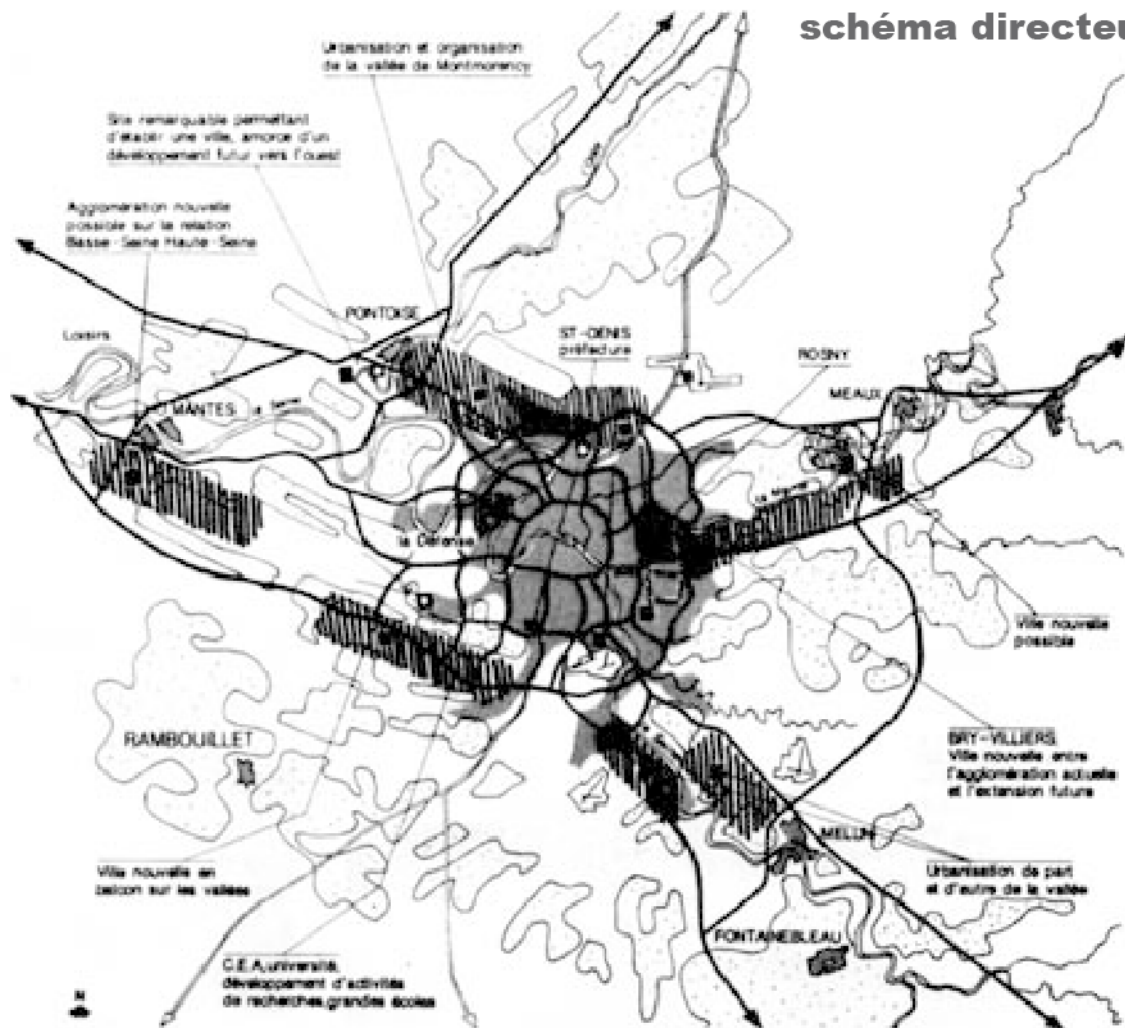 schéma directeu
Urbanisation et organisation
de la vallée de Montmorency
Site remarquable permettant
d'établir une ville, amorce d'un
développement futur vers l'ouest
Agglomération nouvelle
possible sur la relation
Basse-Seine Haute-Seine
PONTOISE
Loisirs
ST-DENIS
préfecture
ROSNY
MEAUX
MANTES
la Seine
La Marne
la Défense
Ville nouvelle
possible
RAMBOUILLET
BRY-VILLIERS
Ville nouvelle entre
l'agglomération actuelle
et l'extension future
MELUN
Ville nouvelle en
balcon sur les vallées
Urbanisation de part
et d'autre de la vallée
FONTAINEBLEAU
C.E.A,université,
développement d'activités
de recherches,grandes écoles
N